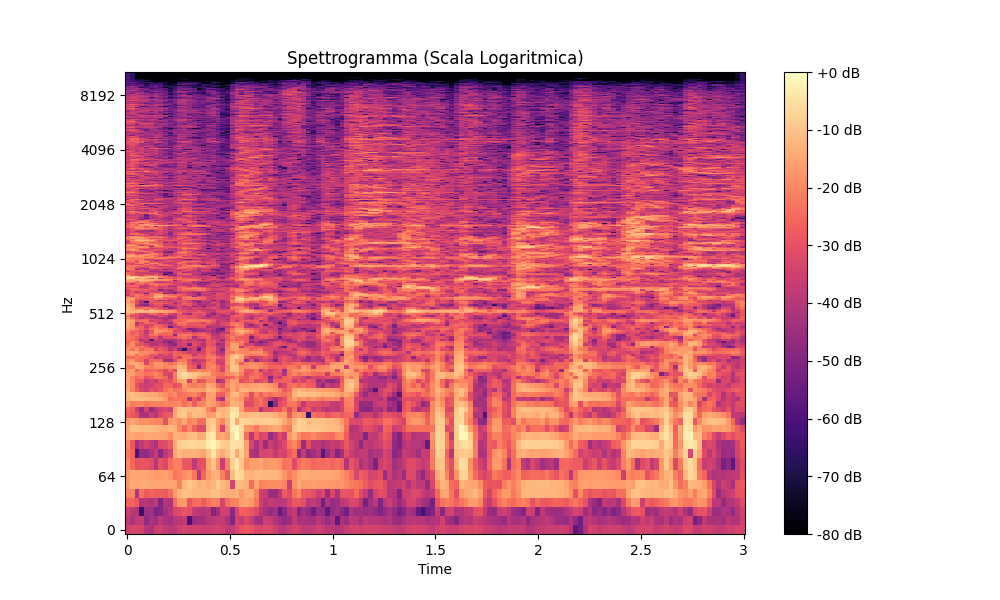 Spettrogramma (Scala Logaritmica)
Hz
8192
4096
2048
1024
512
256
128
64
0
0
0.5
1
1.5
2
2.5
3
Time
+0 dB
-10 dB
-20 dB
-30 dB
-40 dB
-50 dB
-60 dB
-70 dB
-80 dB